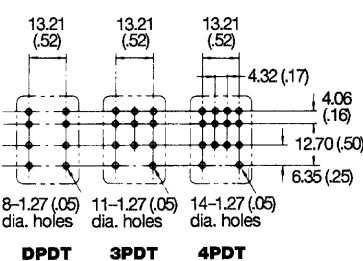 13.21
(.52)
13.21
(.52)
13.21
(.52)
4.32 (.17)
4.06
(.16)
12.70 (.50)
6.35 (.25)
8–1.27 (.05)
dia. holes
11–1.27 (.05)
dia. holes
14–1.27 (.05)
dia. holes
DPDT
3PDT
4PDT